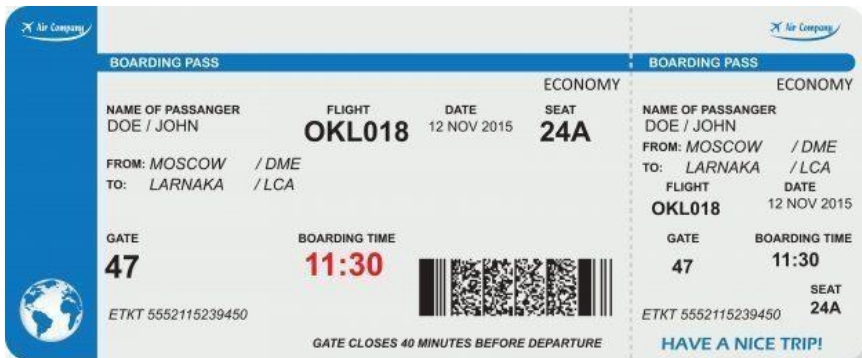 Air Company
Air Company
BOARDING PASS
BOARDING PASS
ECONOMY
ECONOMY
NAME OF PASSANGER
DOE / JOHN
FLIGHT
OKL018
DATE
12 NOV 2015
SEAT
24A
FROM: MOSCOW / DME
TO: LARNAKA / LCA
GATE
47
BOARDING TIME
11:30
ETKT 5552115239450
GATE CLOSES 40 MINUTES BEFORE DEPARTURE
NAME OF PASSANGER
DOE / JOHN
FROM: MOSCOW / DME
TO: LARNAKA / LCA
FLIGHT DATE
OKL018 12 NOV 2015
GATE BOARDING TIME
47 11:30
SEAT
24A
ETKT 5552115239450
HAVE A NICE TRIP!